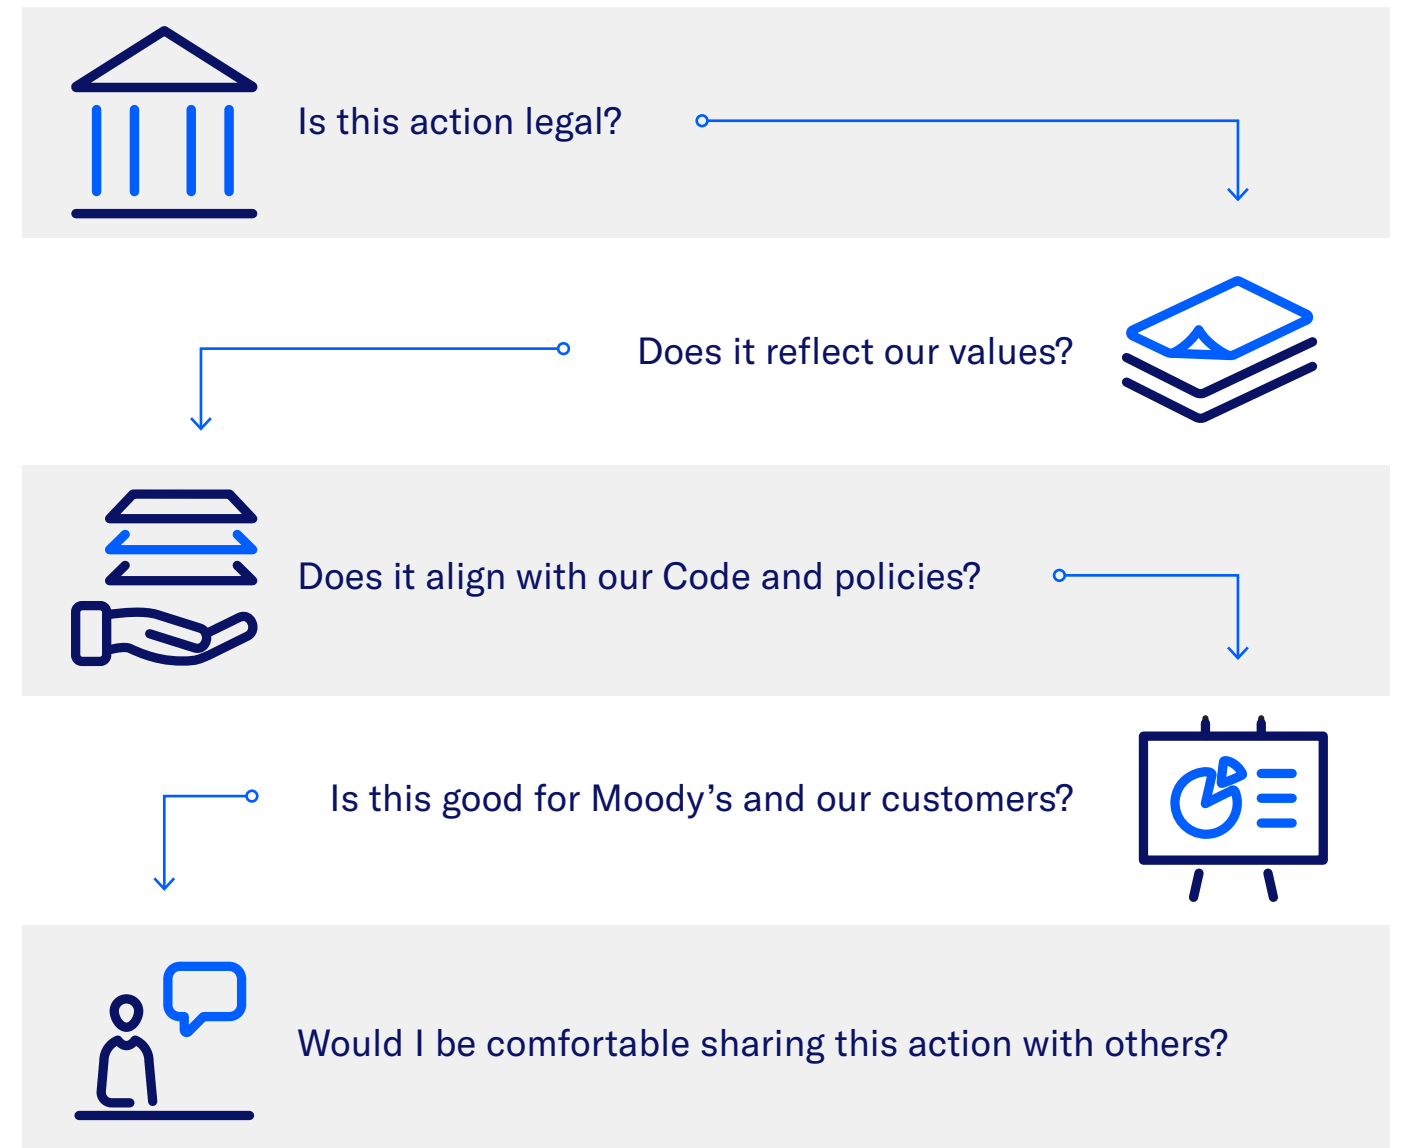 Is this action legal?
Does it reflect our values?
Does it align with our Code and policies?
Is this good for Moody’s and our customers?
Would I be comfortable sharing this action with others?